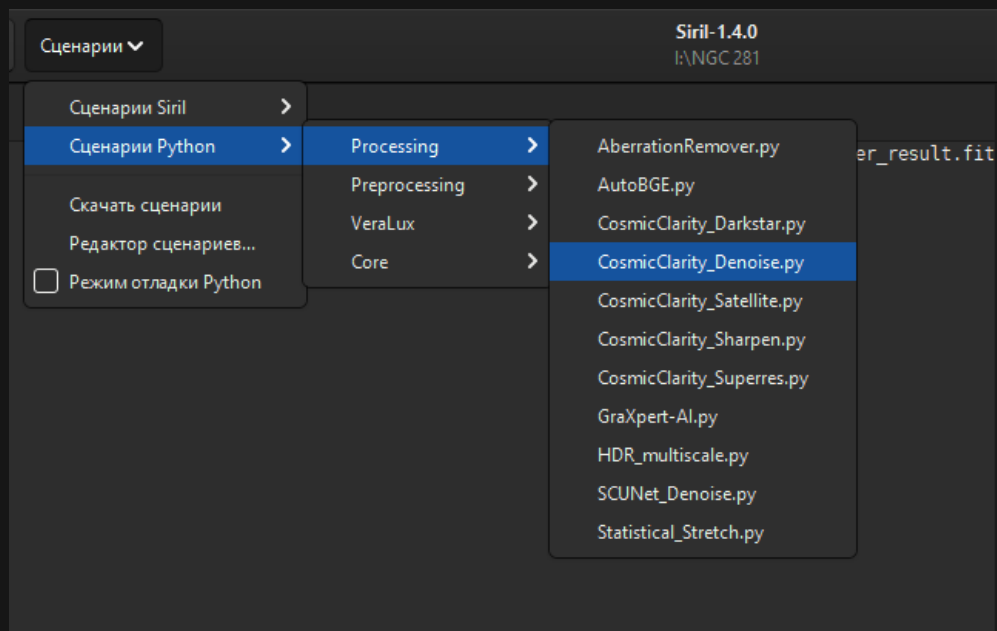 Сценарии
Siril-1.4.0
I:\NGC 281
Сценарии Siril
Сценарии Python
Скачать сценарии
Редактор сценариев...
Режим отладки Python
Processing
Preprocessing
VeraLux
Core
AberrationRemover.py
AutoBGE.py
CosmicClarity_Darkstar.py
CosmicClarity_Denoise.py
CosmicClarity_Satellite.py
CosmicClarity_Sharpen.py
CosmicClarity_Superres.py
GraXpert-AI.py
HDR_multiscale.py
SCUNet_Denoise.py
Statistical_Stretch.py
er_result.fit